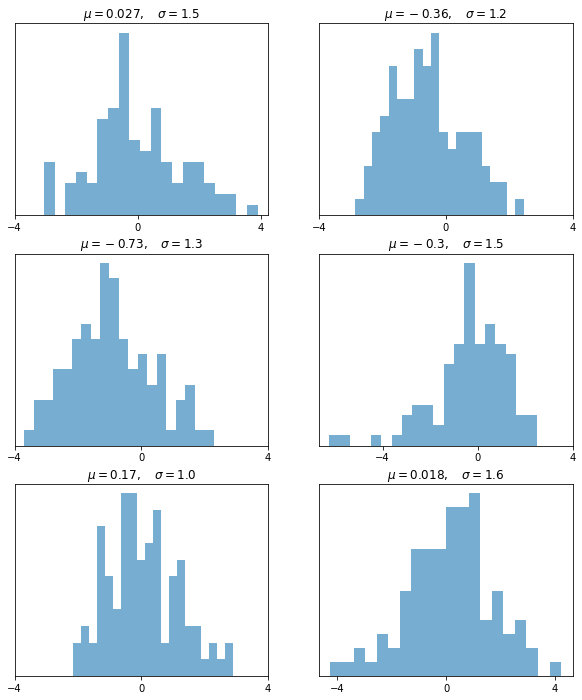 μ = 0.027, σ = 1.5
μ = −0.36, σ = 1.2
−4 0 4
−4 0 4
μ = −0.73, σ = 1.3
μ = −0.3, σ = 1.5
−4 0 4
−4 0 4
μ = 0.17, σ = 1.0
μ = 0.018, σ = 1.6
−4 0 4
−4 0 4